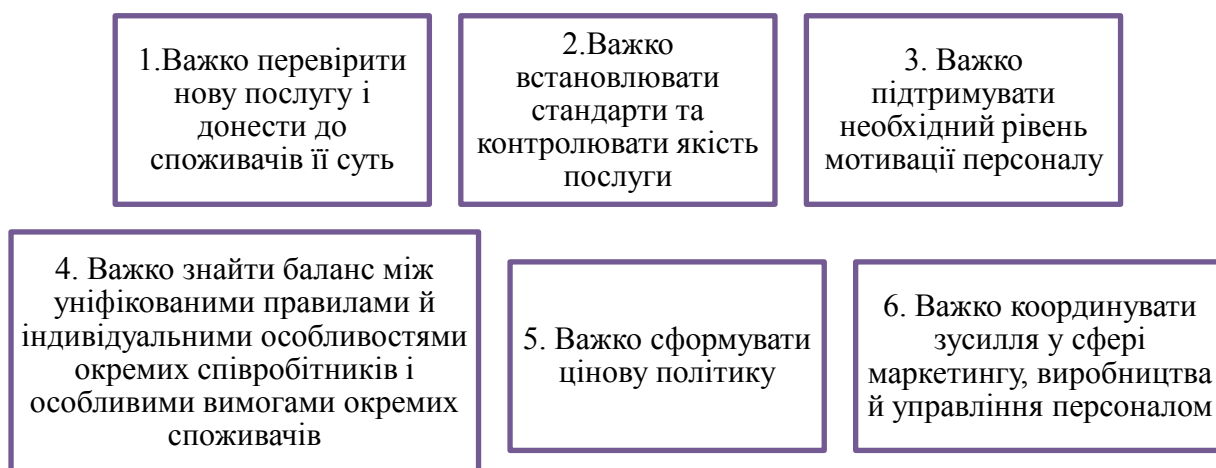 1.Важко перевірити
нову послугу і
донести до
споживачів її суть
2.Важко
встановлювати
стандарти та
контролювати якість
послуги
3. Важко
підтримувати
необхідний рівень
мотивації персоналу
4. Важко знайти баланс між
уніфікованими правилами й
індивідуальними особливостями
окремих співробітників і
особливими вимогами окремих
споживачів
5. Важко сформувати
цінову політику
6. Важко координувати
зусилля у сфері
маркетингу, виробництва
й управління персоналом